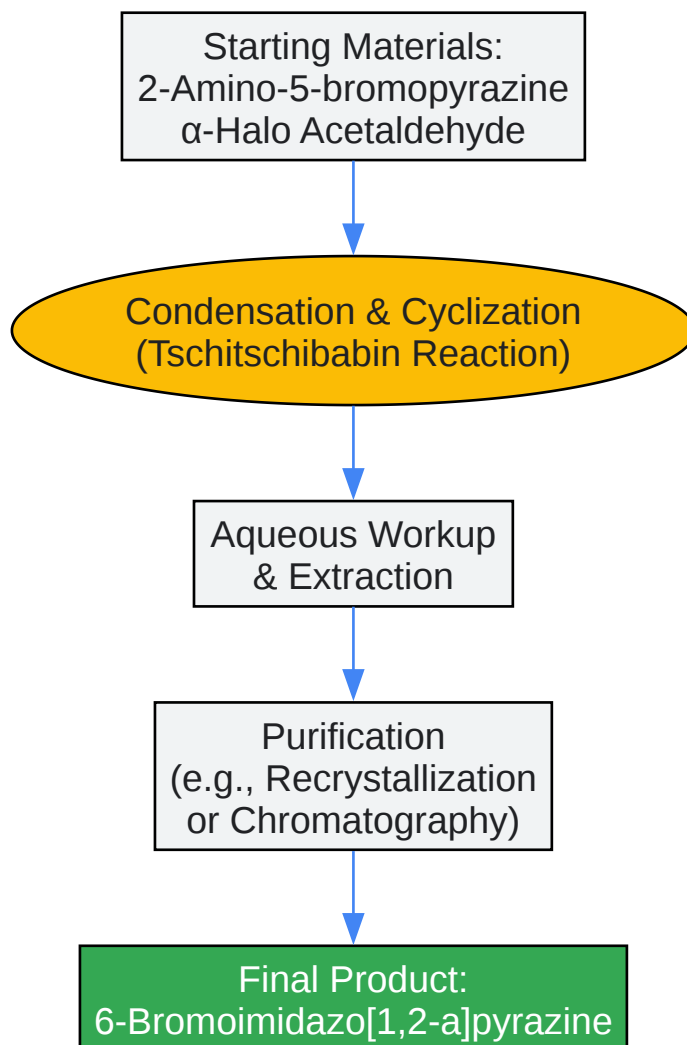 Starting Materials:
2-Amino-5-bromopyrazine
α-Halo Acetaldehyde
Condensation & Cyclization
(Tschitschibabin Reaction)
Aqueous Workup
& Extraction
Purification
(e.g., Recrystallization
or Chromatography)
Final Product:
6-Bromoimidazo[1,2-a]pyrazine